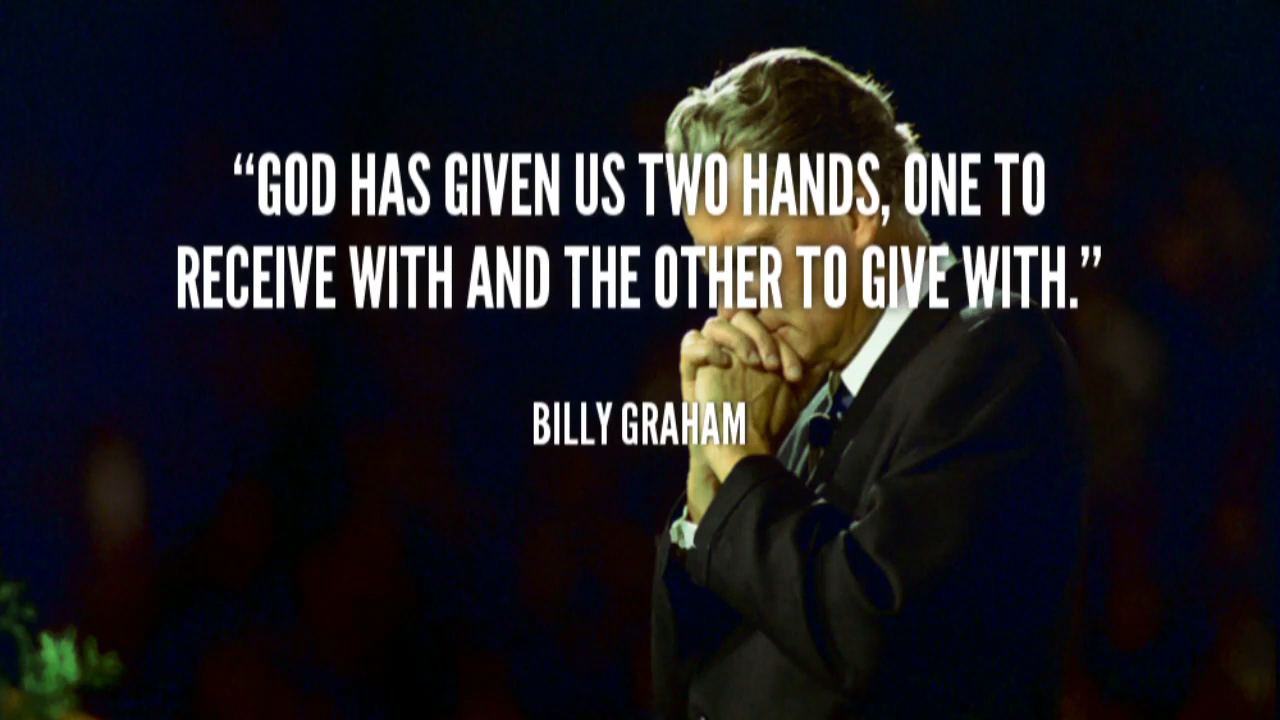 “GOD HAS GIVEN US TWO HANDS, ONE TO
RECEIVE WITH AND THE OTHER TO GIVE WITH.”
BILLY GRAHAM